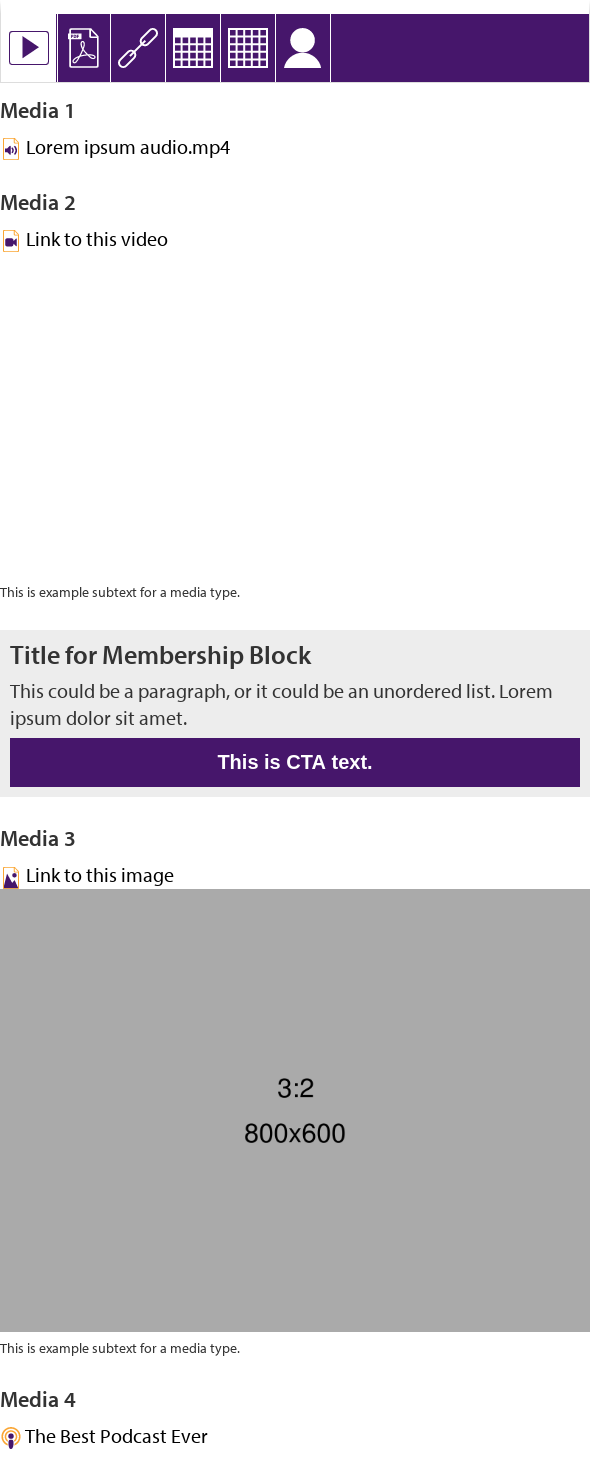 PDF
Media 1
Lorem ipsum audio.mp4
Media 2
Link to this video
This is example subtext for a media type.
Title for Membership Block
This could be a paragraph, or it could be an unordered list. Lorem
ipsum dolor sit amet.
This is CTA text.
Media 3
Link to this image
3:2
800x600
This is example subtext for a media type.
Media 4
The Best Podcast Ever